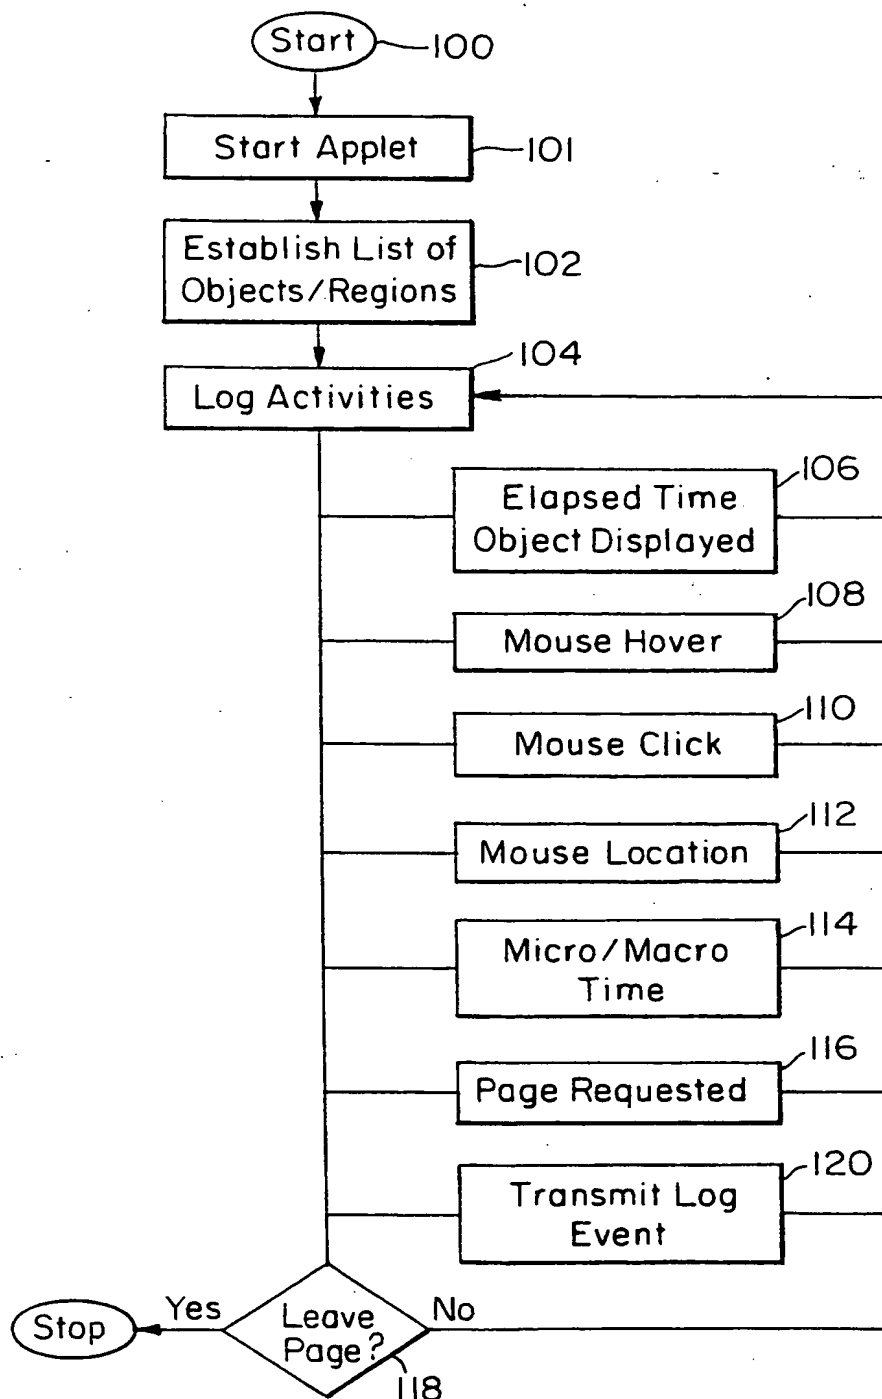 Start
100
Start Applet
101
Establish List of
Objects/Regions
102
104
Log Activities
106
Elapsed Time
Object Displayed
108
Mouse Hover
110
Mouse Click
112
Mouse Location
114
Micro/Macro
Time
116
Page Requested
120
Transmit Log
Event
Yes
No
Stop
Leave
Page?
118